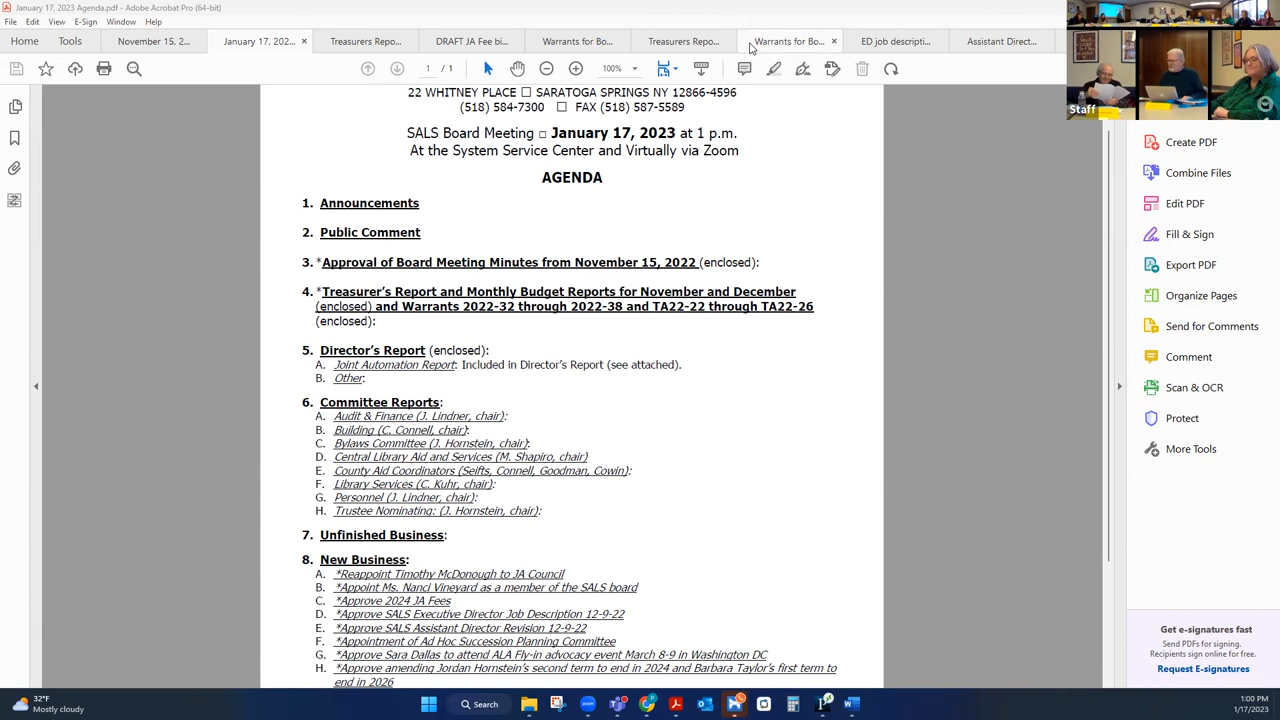 January 17, 2023 Agenda.pdf - Adobe Acrobat Pro (64-bit)
File Edit View E-Sign Window Help
Home Tools November 15. 2... January 17, 202... × Treasurers Repo... DRAFT JA Fee bi... Warrants for Bo... Treasurers Repo... Warrants for Bo... × ED job descripti... Assistant Direct...
/ 1 100%
Staff
22 WHITNEY PLACE □ SARATOGA SPRINGS NY 12866-4596
(518) 584-7300 □ FAX (518) 587-5589
SALS Board Meeting □ January 17, 2023 at 1 p.m.
At the System Service Center and Virtually via Zoom
AGENDA
1. Announcements
2. Public Comment
3. *Approval of Board Meeting Minutes from November 15, 2022 (enclosed):
4. *Treasurer's Report and Monthly Budget Reports for November and December
(enclosed) and Warrants 2022-32 through 2022-38 and TA22-22 through TA22-26
(enclosed):
5. Director's Report (enclosed):
A. Joint Automation Report: Included in Director's Report (see attached).
B. Other:
6. Committee Reports:
A. Audit & Finance (J. Lindner, chair):
B. Building (C. Connell, chair):
C. Bylaws Committee (J. Hornstein, chair):
D. Central Library Aid and Services (M. Shapiro, chair)
E. County Aid Coordinators (Seifts, Connell, Goodman, Cowin):
F. Library Services (C. Kuhr, chair):
G. Personnel (J. Lindner, chair):
H. Trustee Nominating: (J. Hornstein, chair):
7. Unfinished Business:
8. New Business:
A. *Reappoint Timothy McDonough to JA Council
B. *Appoint Ms. Nanci Vineyard as a member of the SALS board
C. *Approve 2024 JA Fees
D. *Approve SALS Executive Director Job Description 12-9-22
E. *Approve SALS Assistant Director Revision 12-9-22
F. *Appointment of Ad Hoc Succession Planning Committee
G. *Approve Sara Dallas to attend ALA Fly-in advocacy event March 8-9 in Washington DC
H. *Approve amending Jordan Hornstein's second term to end in 2024 and Barbara Taylor's first term to
end in 2026
Create PDF
Combine Files
Edit PDF
Fill & Sign
Export PDF
Organize Pages
Send for Comments
Comment
Scan & OCR
Protect
More Tools
Get e-signatures fast
Send PDFs for signing.
Recipients sign online for free.
Request E-signatures
32°F
Mostly cloudy
Search
1:00 PM
1/17/2023